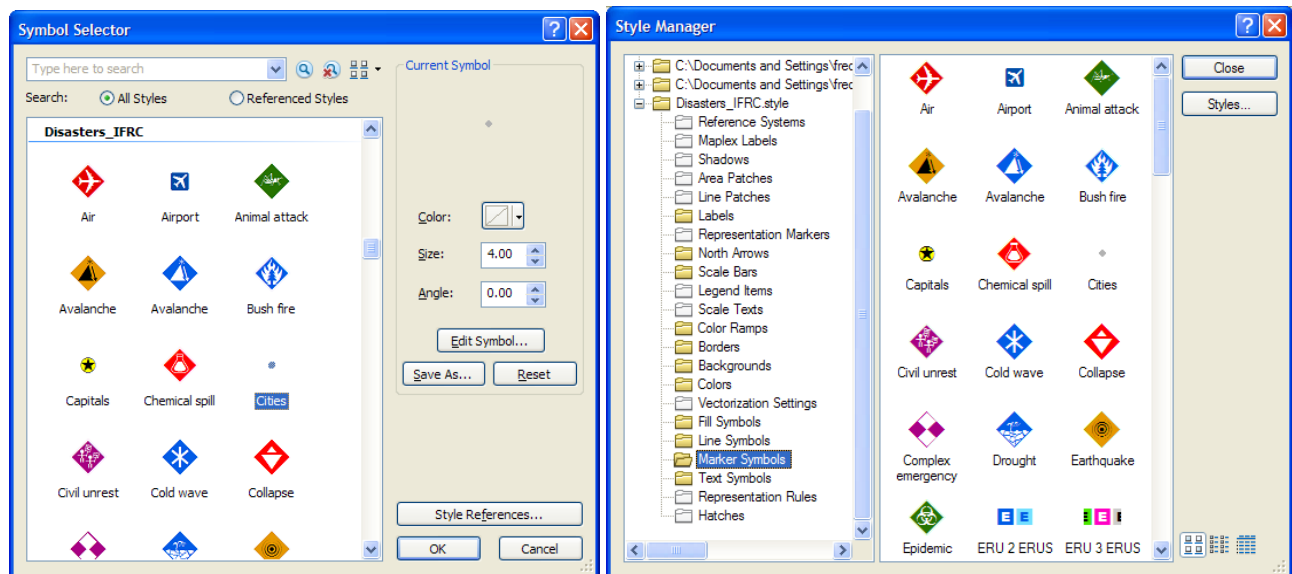 Symbol Selector
Type here to search
Search: All Styles Referenced Styles
Disasters_IFRC
Air Airport Animal attack
Avalanche Avalanche Bush fire
Capitals Chemical spill Cities
Civil unrest Cold wave Collapse
Current Symbol
Color:
Size: 4.00
Angle: 0.00
Edit Symbol...
Save As... Reset
Style References...
OK Cancel
Style Manager
C:\Documents and Settings\frec
C:\Documents and Settings\frec
Disasters_IFRC.style
Reference Systems
Maplex Labels
Shadows
Area Patches
Line Patches
Labels
Representation Markers
North Arrows
Scale Bars
Legend Items
Scale Texts
Color Ramps
Borders
Backgrounds
Colors
Vectorization Settings
Fill Symbols
Line Symbols
Marker Symbols
Text Symbols
Representation Rules
Hatches
Air Airport Animal attack
Avalanche Avalanche Bush fire
Capitals Chemical spill Cities
Civil unrest Cold wave Collapse
Complex Drought Earthquake
emergency
E E E
Epidemic ERU 2 ERUS ERU 3 ERUS
Close
Styles...